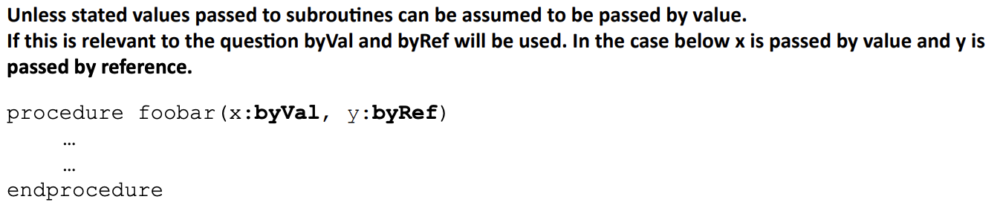 Unless stated values passed to subroutines can be assumed to be passed by value.
If this is relevant to the question byVal and byRef will be used. In the case below x is passed by value and y is
passed by reference.
procedure foobar(x:byVal, y:byRef)
…
…
endprocedure